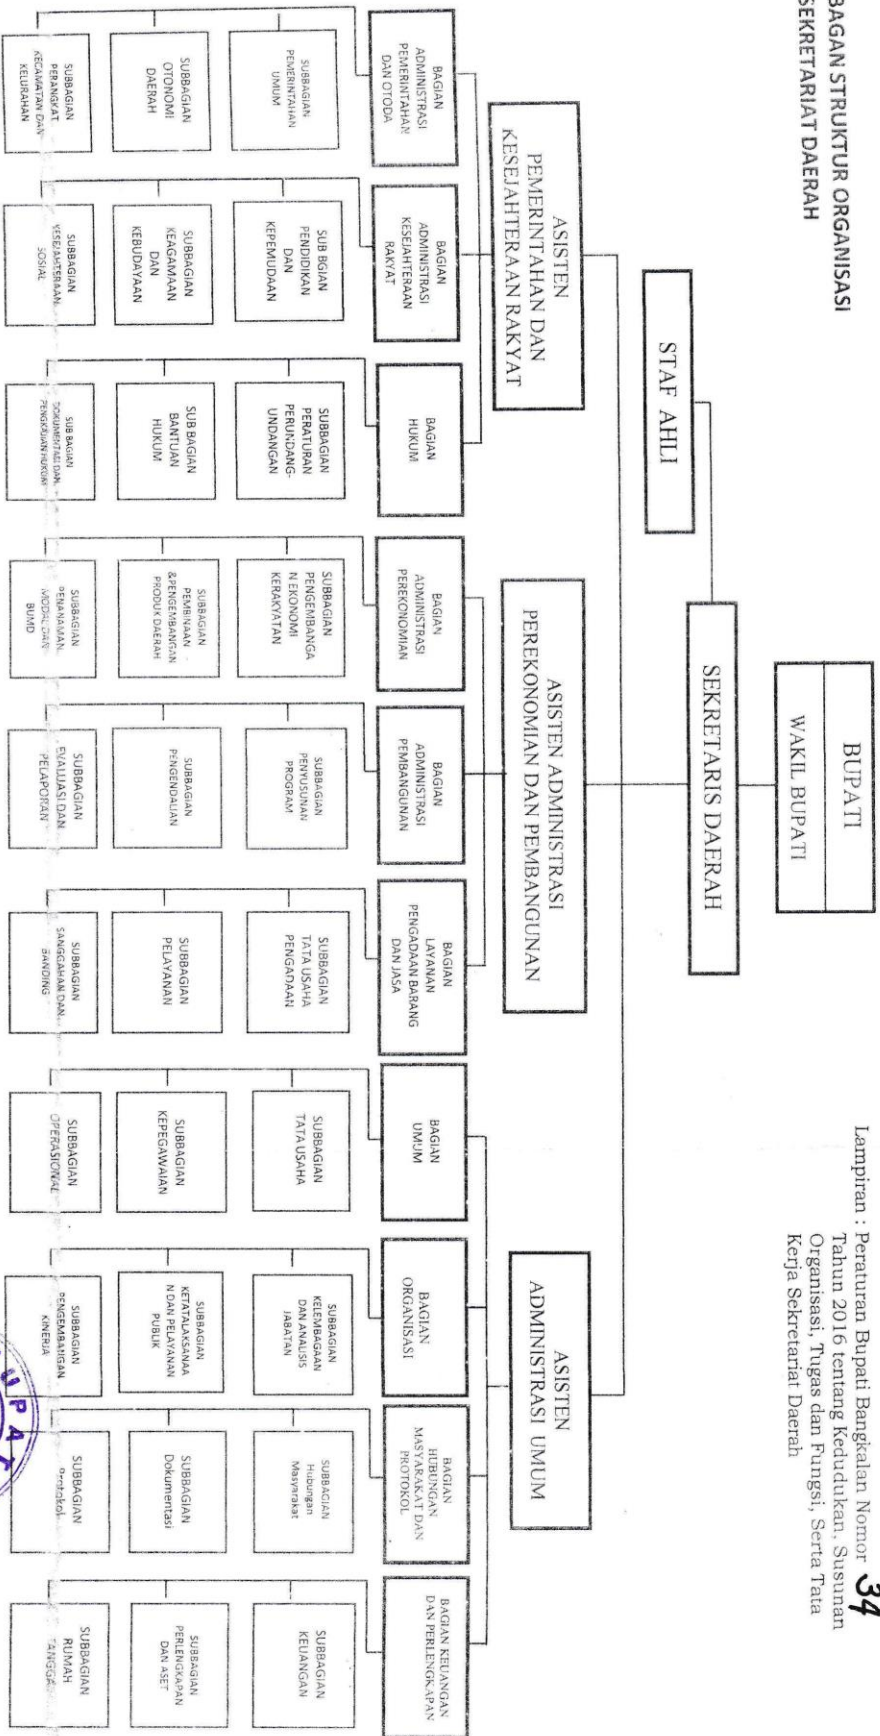 BAGAN STRUKTUR ORGANISASI
SEKRETARIAT DAERAH
Lampiran : Peraturan Bupati Bangkalan Nomor 34
Tahun 2016 tentang Kedudukan, Susunan
Organisasi, Tugas dan Fungsi, Serta Tata
Kerja Sekretariat Daerah
BUPATI
WAKIL BUPATI
SEKRETARIS DAERAH
STAF AHLI
ASISTEN
PEMERINTAHAN DAN
KESEJAHTERAAN RAKYAT
ASISTEN ADMINISTRASI
PEREKONOMIAN DAN PEMBANGUNAN
ASISTEN
ADMINISTRASI UMUM
BAGIAN
ADMINISTRASI
PEMERINTAHAN
DAN OTODA
SUBBAGIAN
PEMERINTAHAN
UMUM
SUBBAGIAN
OTONOMI
DAERAH
SUBBAGIAN
PERANGKAT
KECAMATAN DAN
KELURAHAN
BAGIAN
ADMINISTRASI
KESEJAHTERAAN
RAKYAT
SUB BGIAN
PENDIDIKAN
DAN
KEPEMUDAAN
SUBBAGIAN
KEAGAMAAN
DAN
KEBUDAYAAN
SUBBAGIAN
KESEJAHTERAAN
SOSIAL
BAGIAN
HUKUM
SUBBAGIAN
PERATURAN
PERUNDANG-
UNDANGAN
SUB BAGIAN
BANTUAN
HUKUM
SUB BAGIAN
DOKUMENTASI DAN
PENGKAJIAN HUKUM
BAGIAN
ADMINISTRASI
PEREKONOMIAN
SUBBAGIAN
PENGEMBANGA
N EKONOMI
KERAKYATAN
SUBBAGIAN
PEMBINAAN
&PENGEMBANGAN
PRODUK DAERAH
SUBBAGIAN
PENANAMAN
MODAL DAN
BUMD
BAGIAN
ADMINISTRASI
PEMBANGUNAN
SUBBAGIAN
PENYUSUNAN
PROGRAM
SUBBAGIAN
PENGENDALIAN
SUBBAGIAN
EVALUASI DAN
PELAPORAN
BAGIAN
LAYANAN
PENGADAAN BARANG
DAN JASA
SUBBAGIAN
TATA USAHA
PENGADAAN
SUBBAGIAN
PELAYANAN
SUBBAGIAN
SANGGAHAN DAN
BANDING
BAGIAN
UMUM
SUBBAGIAN
TATA USAHA
SUBBAGIAN
KEPEGAWAIAN
SUBBAGIAN
OPERASIONAL
BAGIAN
ORGANISASI
SUBBAGIAN
KELEMBAGAAN
DAN ANALISIS
JABATAN
SUBBAGIAN
KETATALAKSANAA
N DAN PELAYANAN
PUBLIK
SUBBAGIAN
PENGEMBANGAN
KINERJA
BAGIAN
HUBUNGAN
MASYARAKAT DAN
PROTOKOL
SUBBAGIAN
Hubungan
Masyarakat
SUBBAGIAN
Dokumentasi
SUBBAGIAN
Protokol
BAGIAN KEUANGAN
DAN PERLENGKAPAN
SUBBAGIAN
KEUANGAN
SUBBAGIAN
PERLENGKAPAN
DAN ASET
SUBBAGIAN
RUMAH
TANGGA